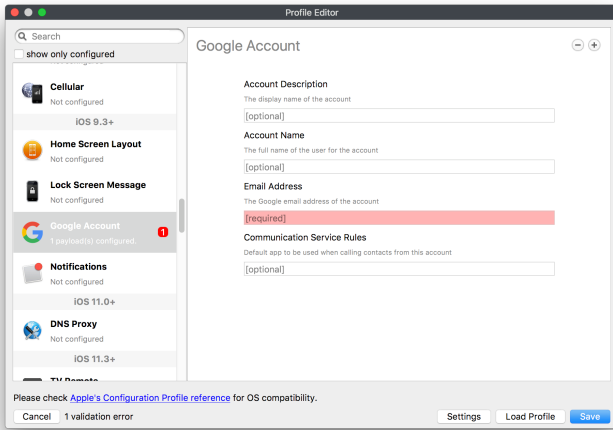 Profile Editor
Search
show only configured
Cellular
Not configured
iOS 9.3+
Home Screen Layout
Not configured
Lock Screen Message
Not configured
Google Account
1 payload(s) configured.
1
Notifications
Not configured
iOS 11.0+
DNS Proxy
Not configured
iOS 11.3+
TV Remote
Google Account
Account Description
The display name of the account
[optional]
Account Name
The full name of the user for the account
[optional]
Email Address
The Google email address of the account
[required]
Communication Service Rules
Default app to be used when calling contacts from this account
[optional]
Please check Apple's Configuration Profile reference for OS compatibility.
Cancel
1 validation error
Settings
Load Profile
Save